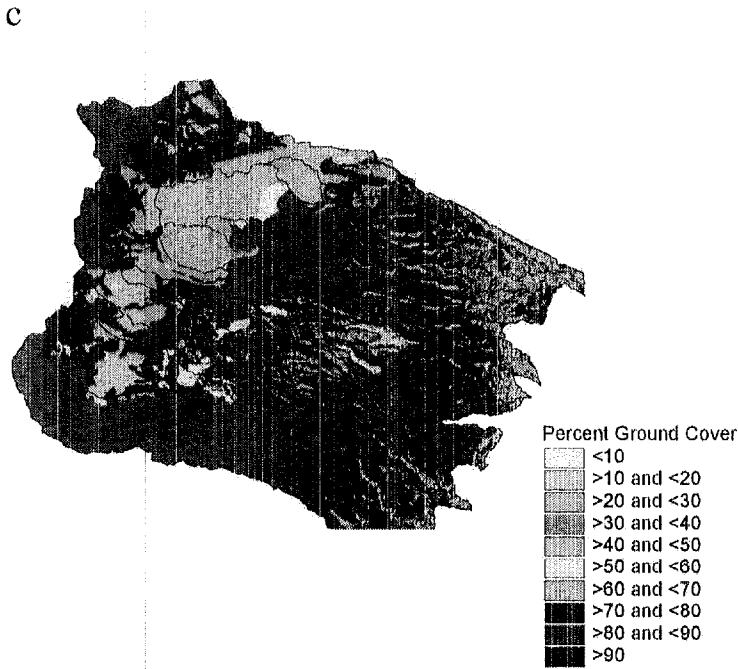 c
Percent Ground Cover
<10
>10 and <20
>20 and <30
>30 and <40
>40 and <50
>50 and <60
>60 and <70
>70 and <80
>80 and <90
>90